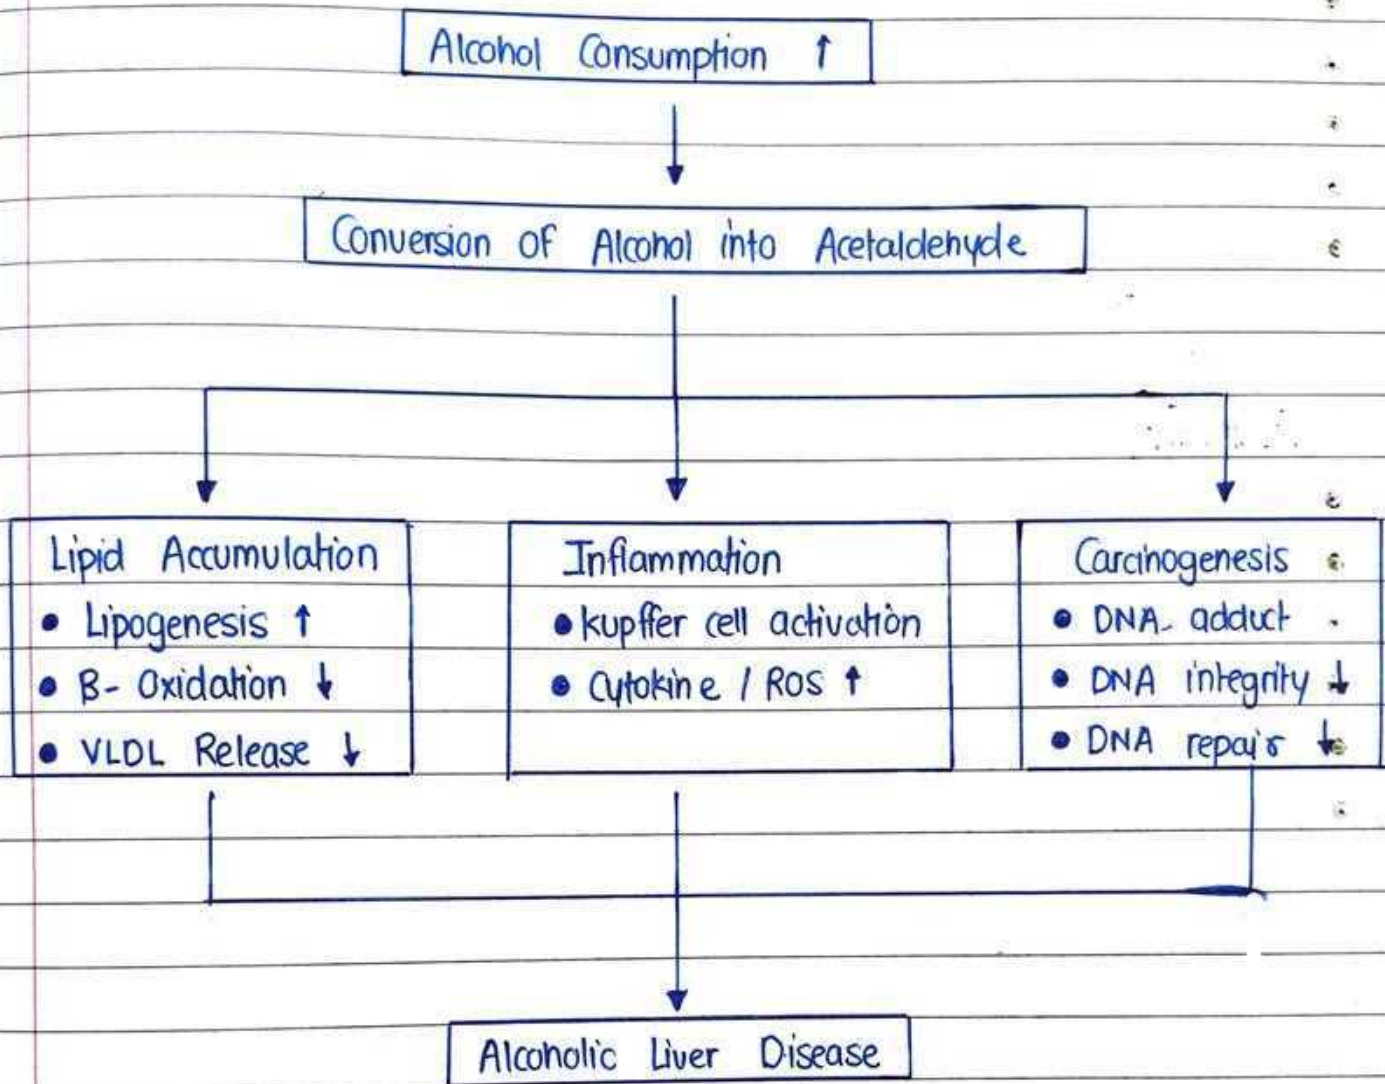 Alcohol Consumption ↑
Conversion of Alcohol into Acetaldehyde
Lipid Accumulation
• Lipogenesis ↑
• B- Oxidation ↓
• VLDL Release ↓
Inflammation
• Kupffer cell activation
• Cytokine / ROS ↑
Carcinogenesis
• DNA- adduct
• DNA integrity ↓
• DNA repair ↓
Alcoholic Liver Disease